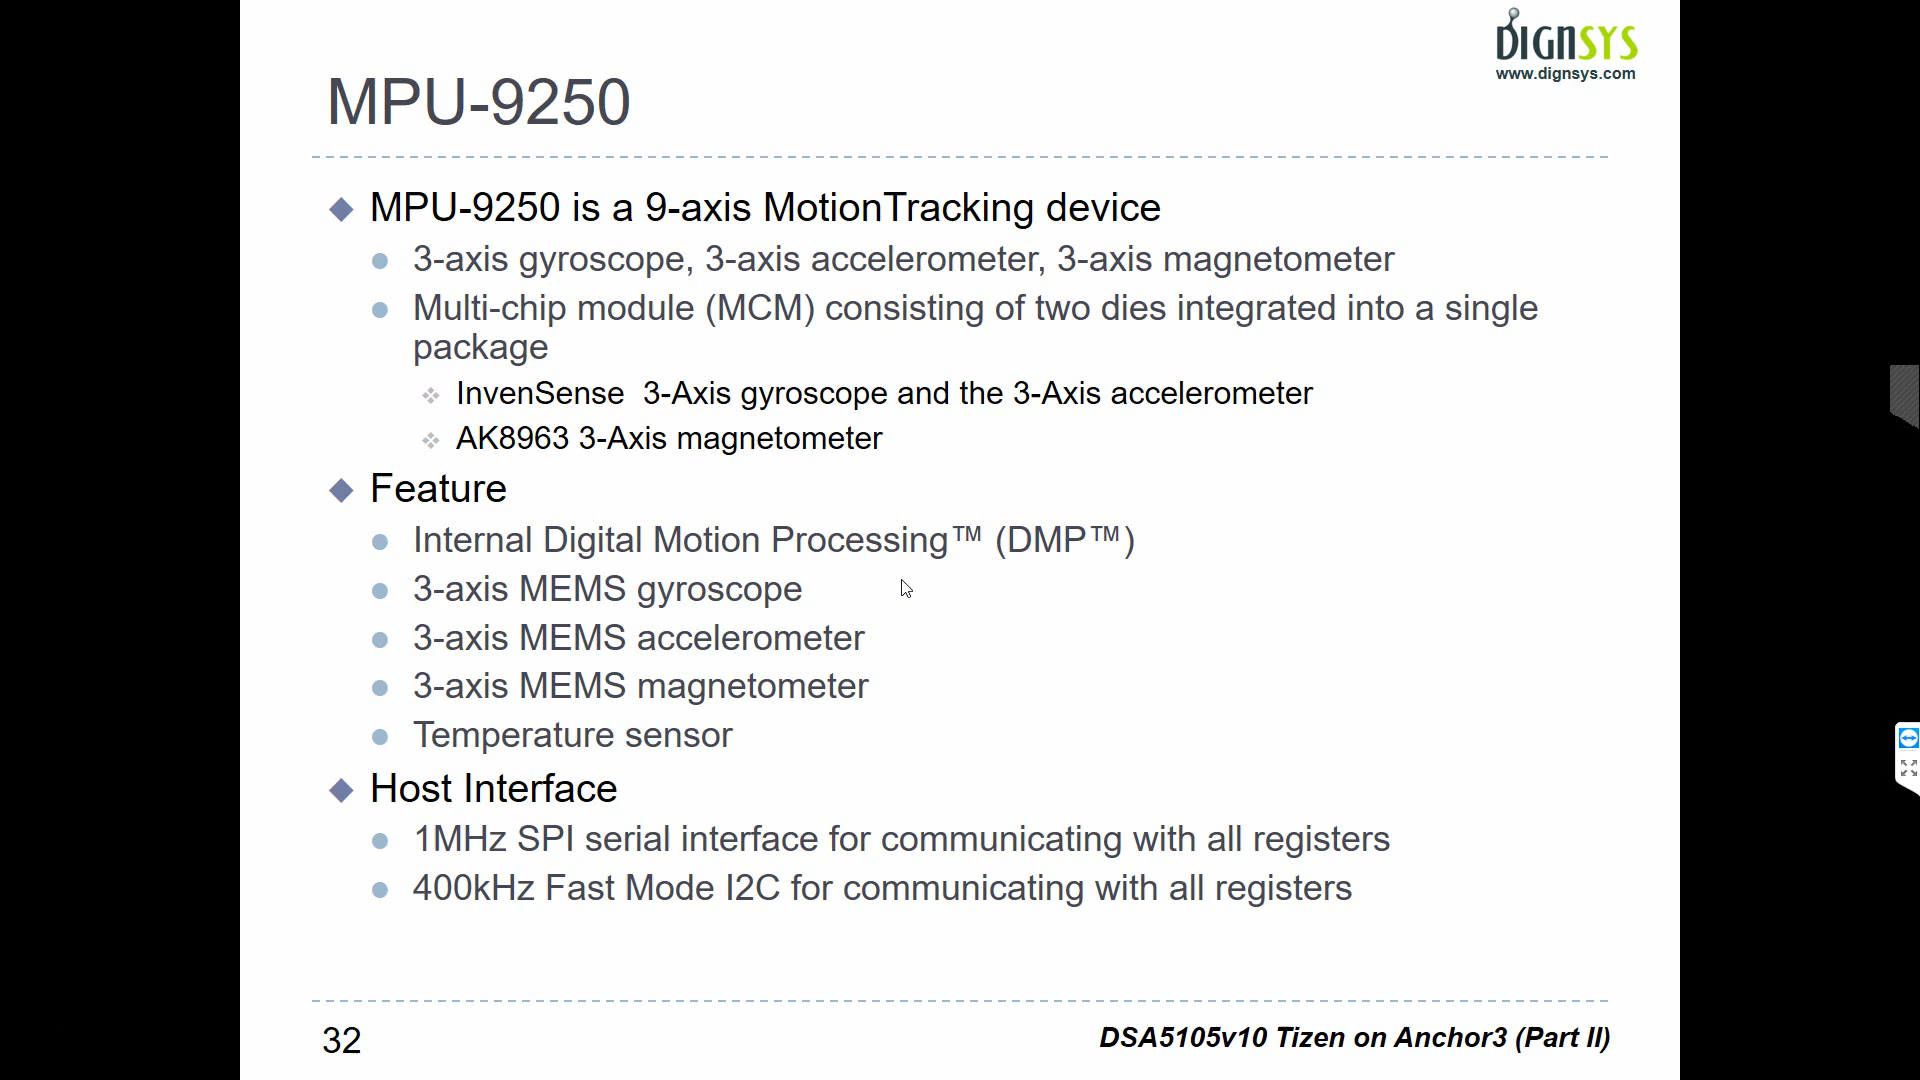 DIGNSYS
www.dignsys.com
MPU-9250
MPU-9250 is a 9-axis MotionTracking device
3-axis gyroscope, 3-axis accelerometer, 3-axis magnetometer
Multi-chip module (MCM) consisting of two dies integrated into a single
package
InvenSense  3-Axis gyroscope and the 3-Axis accelerometer
AK8963 3-Axis magnetometer
Feature
Internal Digital Motion Processing™ (DMP™)
3-axis MEMS gyroscope
3-axis MEMS accelerometer
3-axis MEMS magnetometer
Temperature sensor
Host Interface
1MHz SPI serial interface for communicating with all registers
400kHz Fast Mode I2C for communicating with all registers
32
DSA5105v10 Tizen on Anchor3 (Part II)